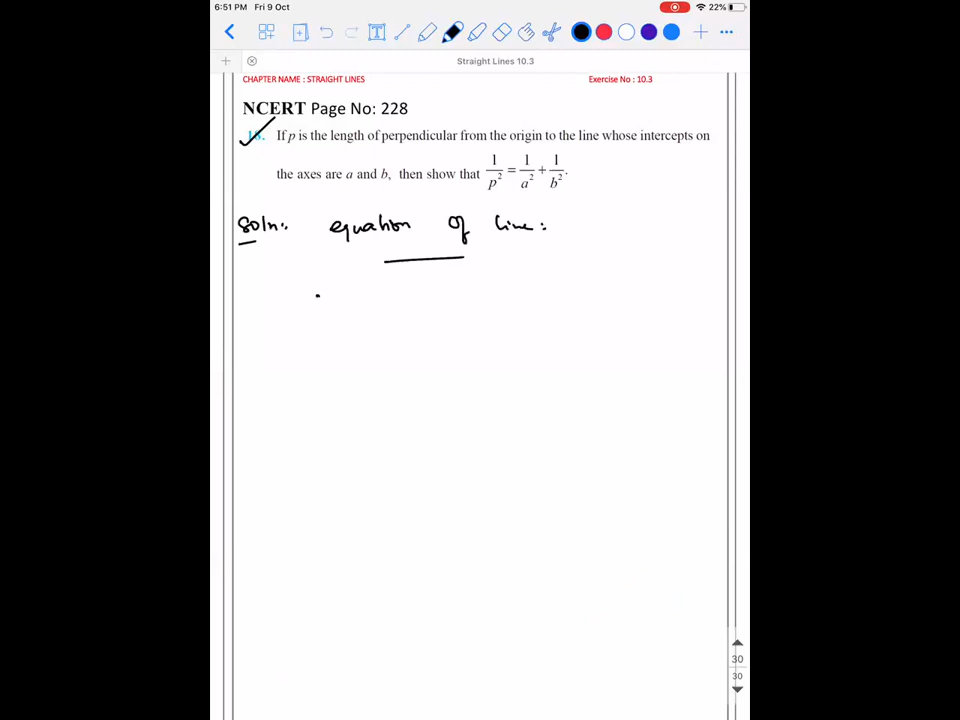 6:51 PM Fri 9 Oct 22%
Straight Lines 10.3
CHAPTER NAME : STRAIGHT LINES Exercise No : 10.3
NCERT Page No: 228
If p is the length of perpendicular from the origin to the line whose intercepts on
the axes are a and b, then show that 1/p² = 1/a² + 1/b².
Soln: equation of line:
30
30